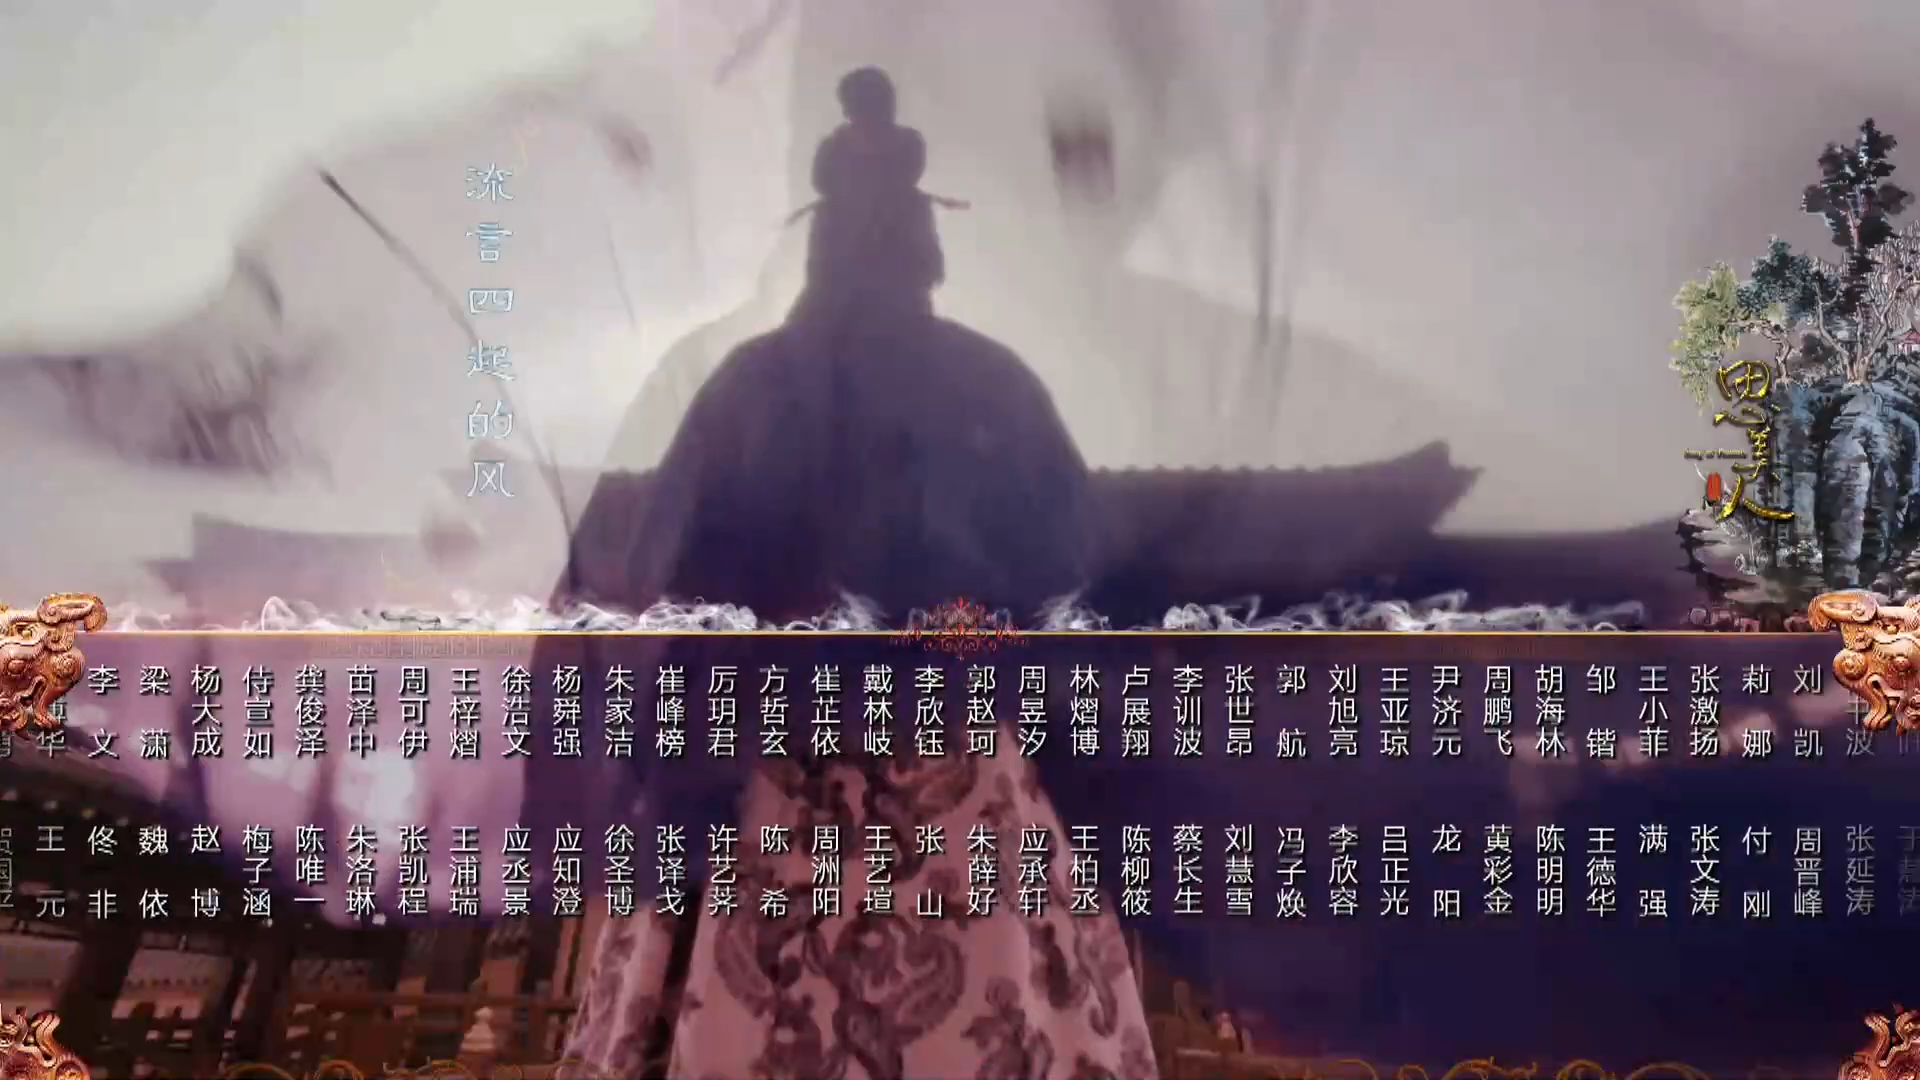 流言四起的风
思美人
李文
梁潇
杨大成
侍宣如
龚俊泽
苗泽中
周可伊
王梓熠
徐浩文
杨舜强
朱家洁
崔峰榜
厉玥君
方哲玄
崔芷依
戴林岐
李欣钰
郭赵珂
周昱汐
林熠博
卢展翔
李训波
张世昂
郭航
刘旭亮
王亚琼
尹济元
周鹏飞
胡海林
邹锴
王小菲
张激扬
莉娜
刘凯
王元
佟非
魏依
赵博
梅子涵
陈唯一
朱洛琳
张凯程
王浦瑞
应丞景
应知澄
徐圣博
张译戈
许艺荠
陈希
周洲阳
王艺瑄
张山
朱薛好
应承轩
王柏丞
陈柳筱
蔡长生
刘慧雪
冯子焕
李欣容
吕正光
龙阳
黄彩金
陈明明
王德华
满强
张文涛
付刚
周晋峰
张延涛